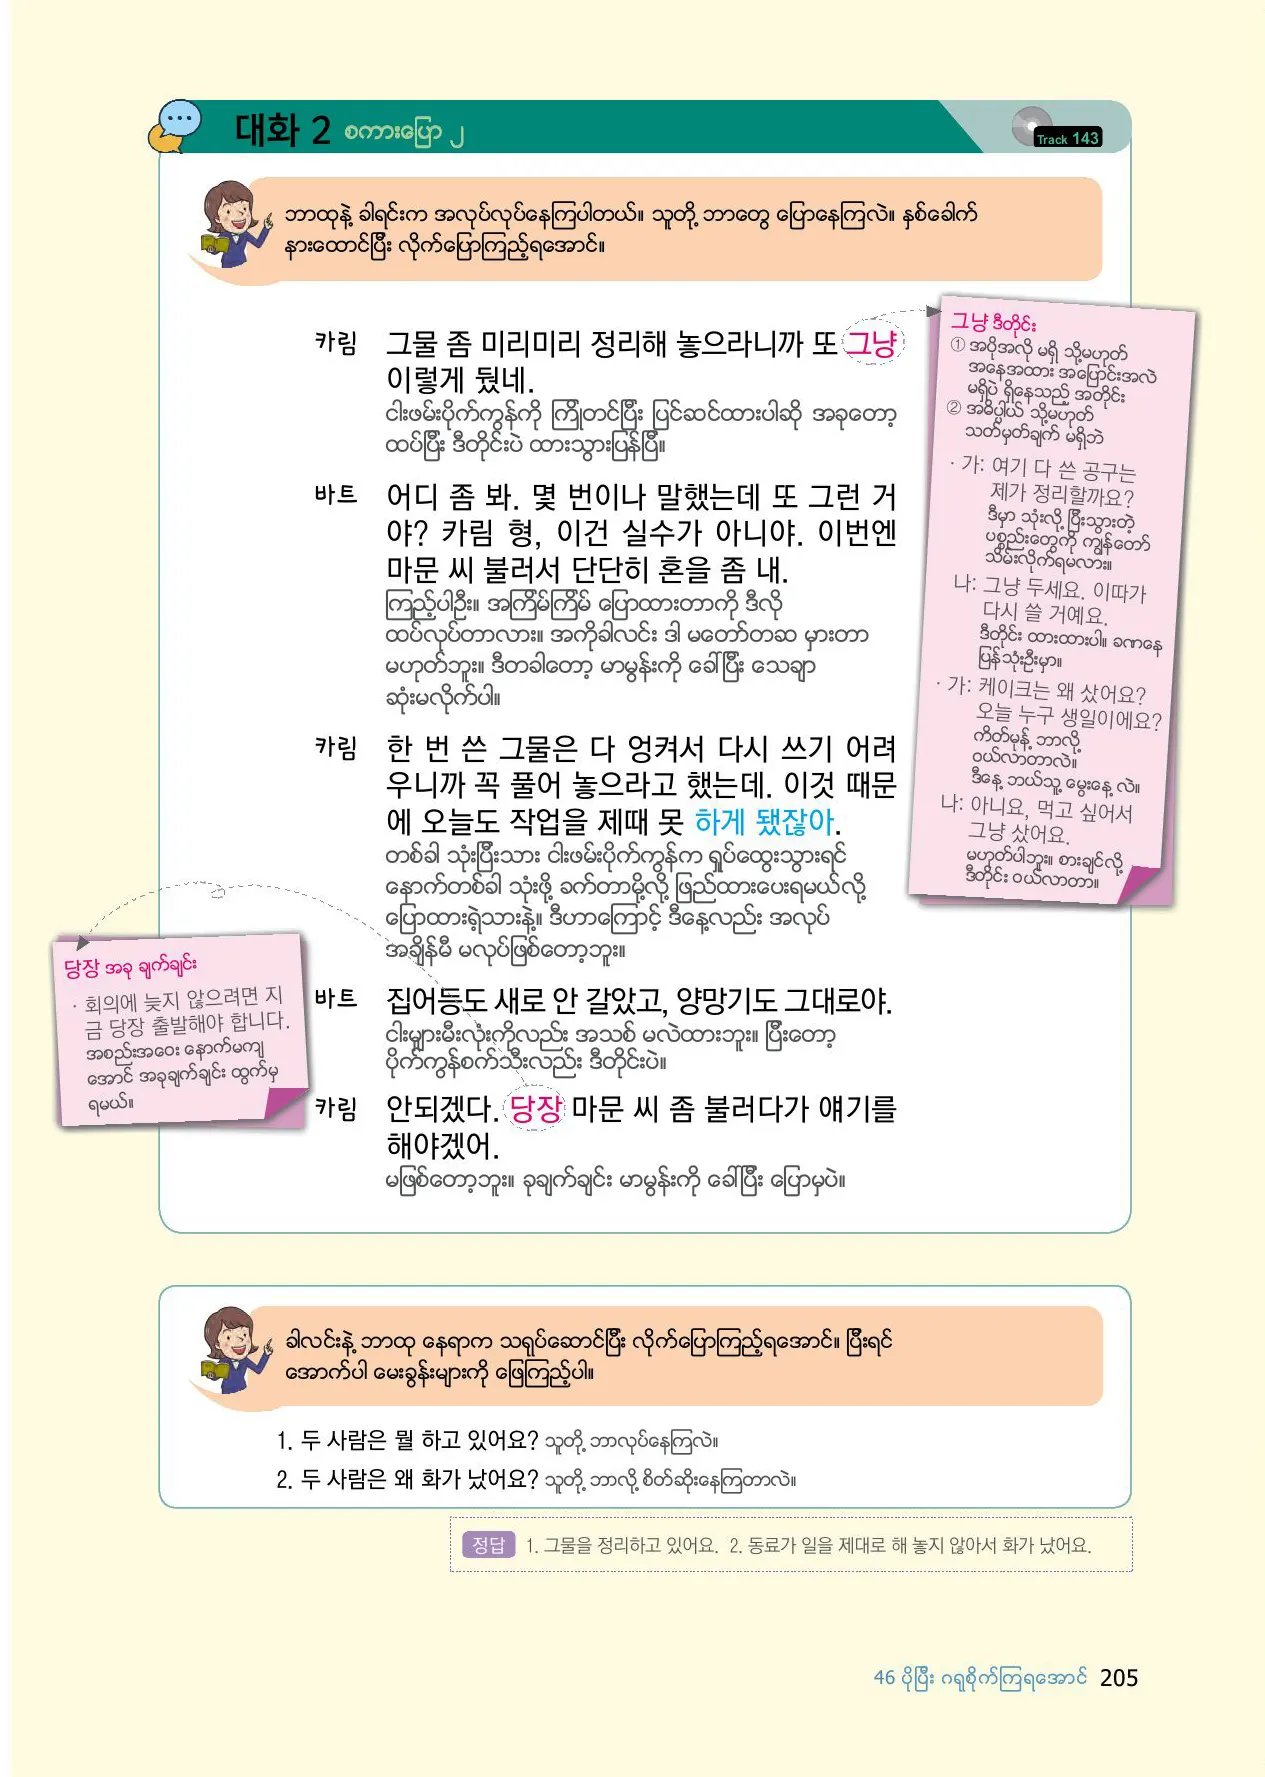 대화 2 စကားပြော ၂
Track 143
ဘာထုနဲ့ ခါရင်းက အလုပ်လုပ်နေကြပါတယ်။ သူတို့ ဘာတွေ ပြောနေကြလဲ။ နှစ်ခေါက်
နားထောင်ပြီး လိုက်ပြောကြည့်ရအောင်။
카림 그물 좀 미리미리 정리해 놓으라니까 또 그냥
이렇게 뒀네.
ငါးဖမ်းပိုက်ကွန်ကို ကြိုတင်ပြီး ပြင်ဆင်ထားပါဆို အခုတော့
ထပ်ပြီး ဒီတိုင်းပဲ ထားသွားပြန်ပြီ။
바트 어디 좀 봐. 몇 번이나 말했는데 또 그런 거
야? 카림 형, 이건 실수가 아니야. 이번엔
마문 씨 불러서 단단히 혼을 좀 내.
ကြည့်ပါဦး။ အကြိမ်ကြိမ် ပြောထားတာကို ဒီလို
ထပ်လုပ်တာလား။ အကိုခါလင်း ဒါ မတော်တဆ မှားတာ
မဟုတ်ဘူး။ ဒီတခါတော့ မာမွန်းကို ခေါ်ပြီး သေချာ
ဆုံးမလိုက်ပါ။
카림 한 번 쓴 그물은 다 엉켜서 다시 쓰기 어려
우니까 꼭 풀어 놓으라고 했는데. 이것 때문
에 오늘도 작업을 제때 못 하게 됐잖아.
တစ်ခါ သုံးပြီးသား ငါးဖမ်းပိုက်ကွန်က ရှုပ်ထွေးသွားရင်
နောက်တစ်ခါ သုံးဖို့ ခက်တာမို့လို့ ဖြည်ထားပေးရမယ်လို့
ပြောထားရဲ့သားနဲ့။ ဒီဟာကြောင့် ဒီနေ့လည်း အလုပ်
အချိန်မီ မလုပ်ဖြစ်တော့ဘူး။
바트 집어등도 새로 안 갈았고, 양망기도 그대로야.
ငါးမျှားမီးလုံးကိုလည်း အသစ် မလဲထားဘူး။ ပြီးတော့
ပိုက်ကွန်စက်သီးလည်း ဒီတိုင်းပဲ။
카림 안되겠다. 당장 마문 씨 좀 불러다가 얘기를
해야겠어.
မဖြစ်တော့ဘူး။ ခုချက်ချင်း မာမွန်းကို ခေါ်ပြီး ပြောမှပဲ။
그냥 ဒီတိုင်း
① အပိုအလို မရှိ သို့မဟုတ်
အနေအထား အပြောင်းအလဲ
မရှိပဲ ရှိနေသည့် အတိုင်း
② အဓိပ္ပါယ် သို့မဟုတ်
သတ်မှတ်ချက် မရှိဘဲ
· 가: 여기 다 쓴 공구는
제가 정리할까요?
ဒီမှာ သုံးလို့ ပြီးသွားတဲ့
ပစ္စည်းတွေကို ကျွန်တော်
သိမ်းလိုက်ရမလား။
나: 그냥 두세요. 이따가
다시 쓸 거예요.
ဒီတိုင်း ထားထားပါ။ ခဏနေ
ပြန်သုံးဦးမှာ။
· 가: 케이크는 왜 샀어요?
오늘 누구 생일이에요?
ကိတ်မုန့် ဘာလို့
ဝယ်လာတာလဲ။
ဒီနေ့ ဘယ်သူ့ မွေးနေ့ လဲ။
나: 아니요, 먹고 싶어서
그냥 샀어요.
မဟုတ်ပါဘူး။ စားချင်လို့
ဒီတိုင်း ဝယ်လာတာ။
당장 အခု ချက်ချင်း
· 회의에 늦지 않으려면 지
금 당장 출발해야 합니다.
အစည်းအဝေး နောက်မကျ
အောင် အခုချက်ချင်း ထွက်မှ
ရမယ်။
ခါလင်းနဲ့ ဘာထု နေရာက သရုပ်ဆောင်ပြီး လိုက်ပြောကြည့်ရအောင်။ ပြီးရင်
အောက်ပါ မေးခွန်းများကို ဖြေကြည့်ပါ။
1. 두 사람은 뭘 하고 있어요? သူတို့ ဘာလုပ်နေကြလဲ။
2. 두 사람은 왜 화가 났어요? သူတို့ ဘာလို့ စိတ်ဆိုးနေကြတာလဲ။
정답 1. 그물을 정리하고 있어요. 2. 동료가 일을 제대로 해 놓지 않아서 화가 났어요.
46 ပိုပြီး ဂရုစိုက်ကြရအောင် 205